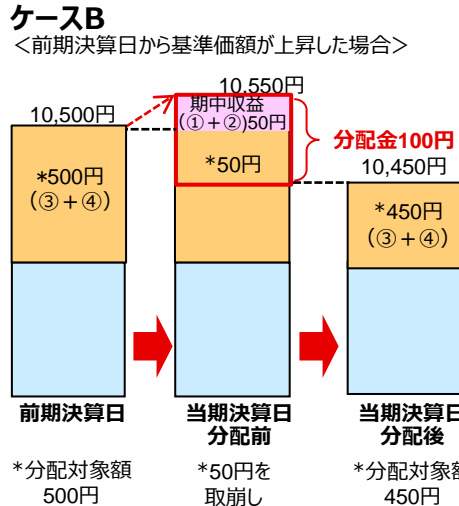 ケースB
＜前期決算日から基準価額が上昇した場合＞
10,550円
10,500円
期中収益
(①＋②)50円
分配金100円
*500円
(③＋④)
*50円
10,450円
*450円
(③＋④)
前期決算日
当期決算日
分配前
当期決算日
分配後
*分配対象額
500円
*50円を
取崩し
*分配対象額
450円